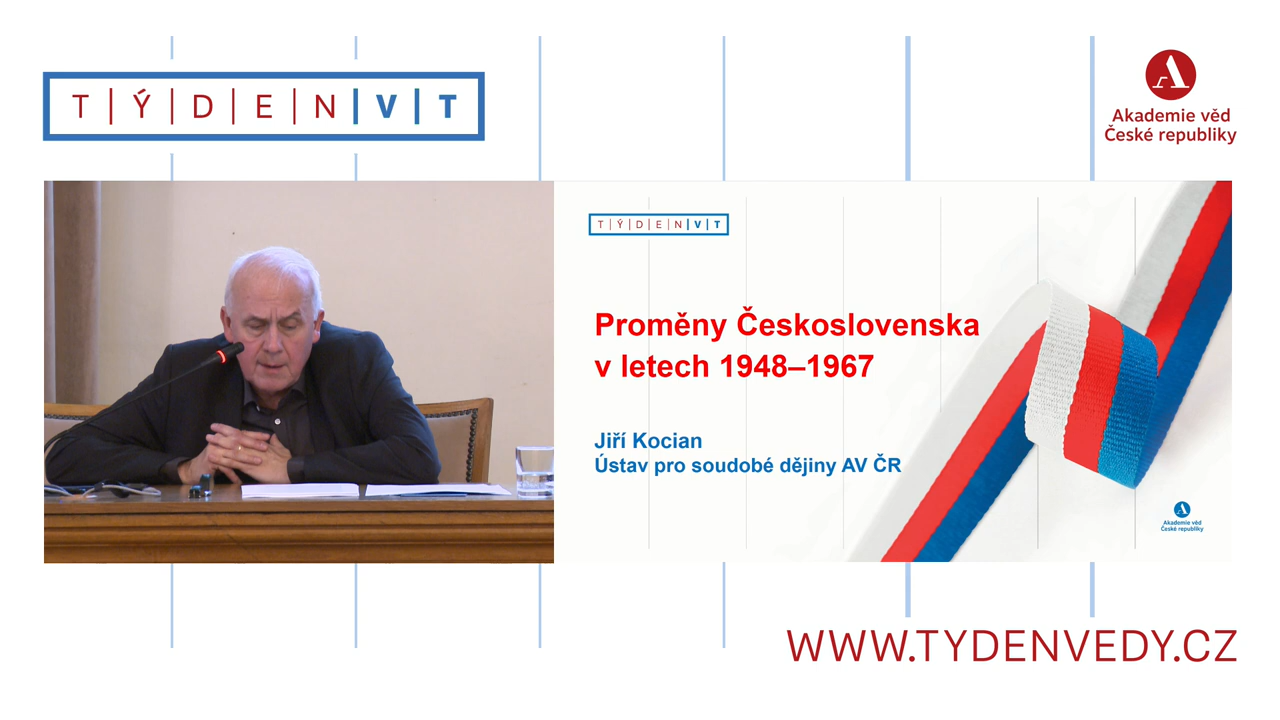 T|Ý|D|E|N|V|T
Akademie věd
České republiky
T|Ý|D|E|N|V|T
Proměny Československa
v letech 1948–1967
Jiří Kocian
Ústav pro soudobé dějiny AV ČR
Akademie věd
České republiky
WWW.TYDENVEDY.CZ